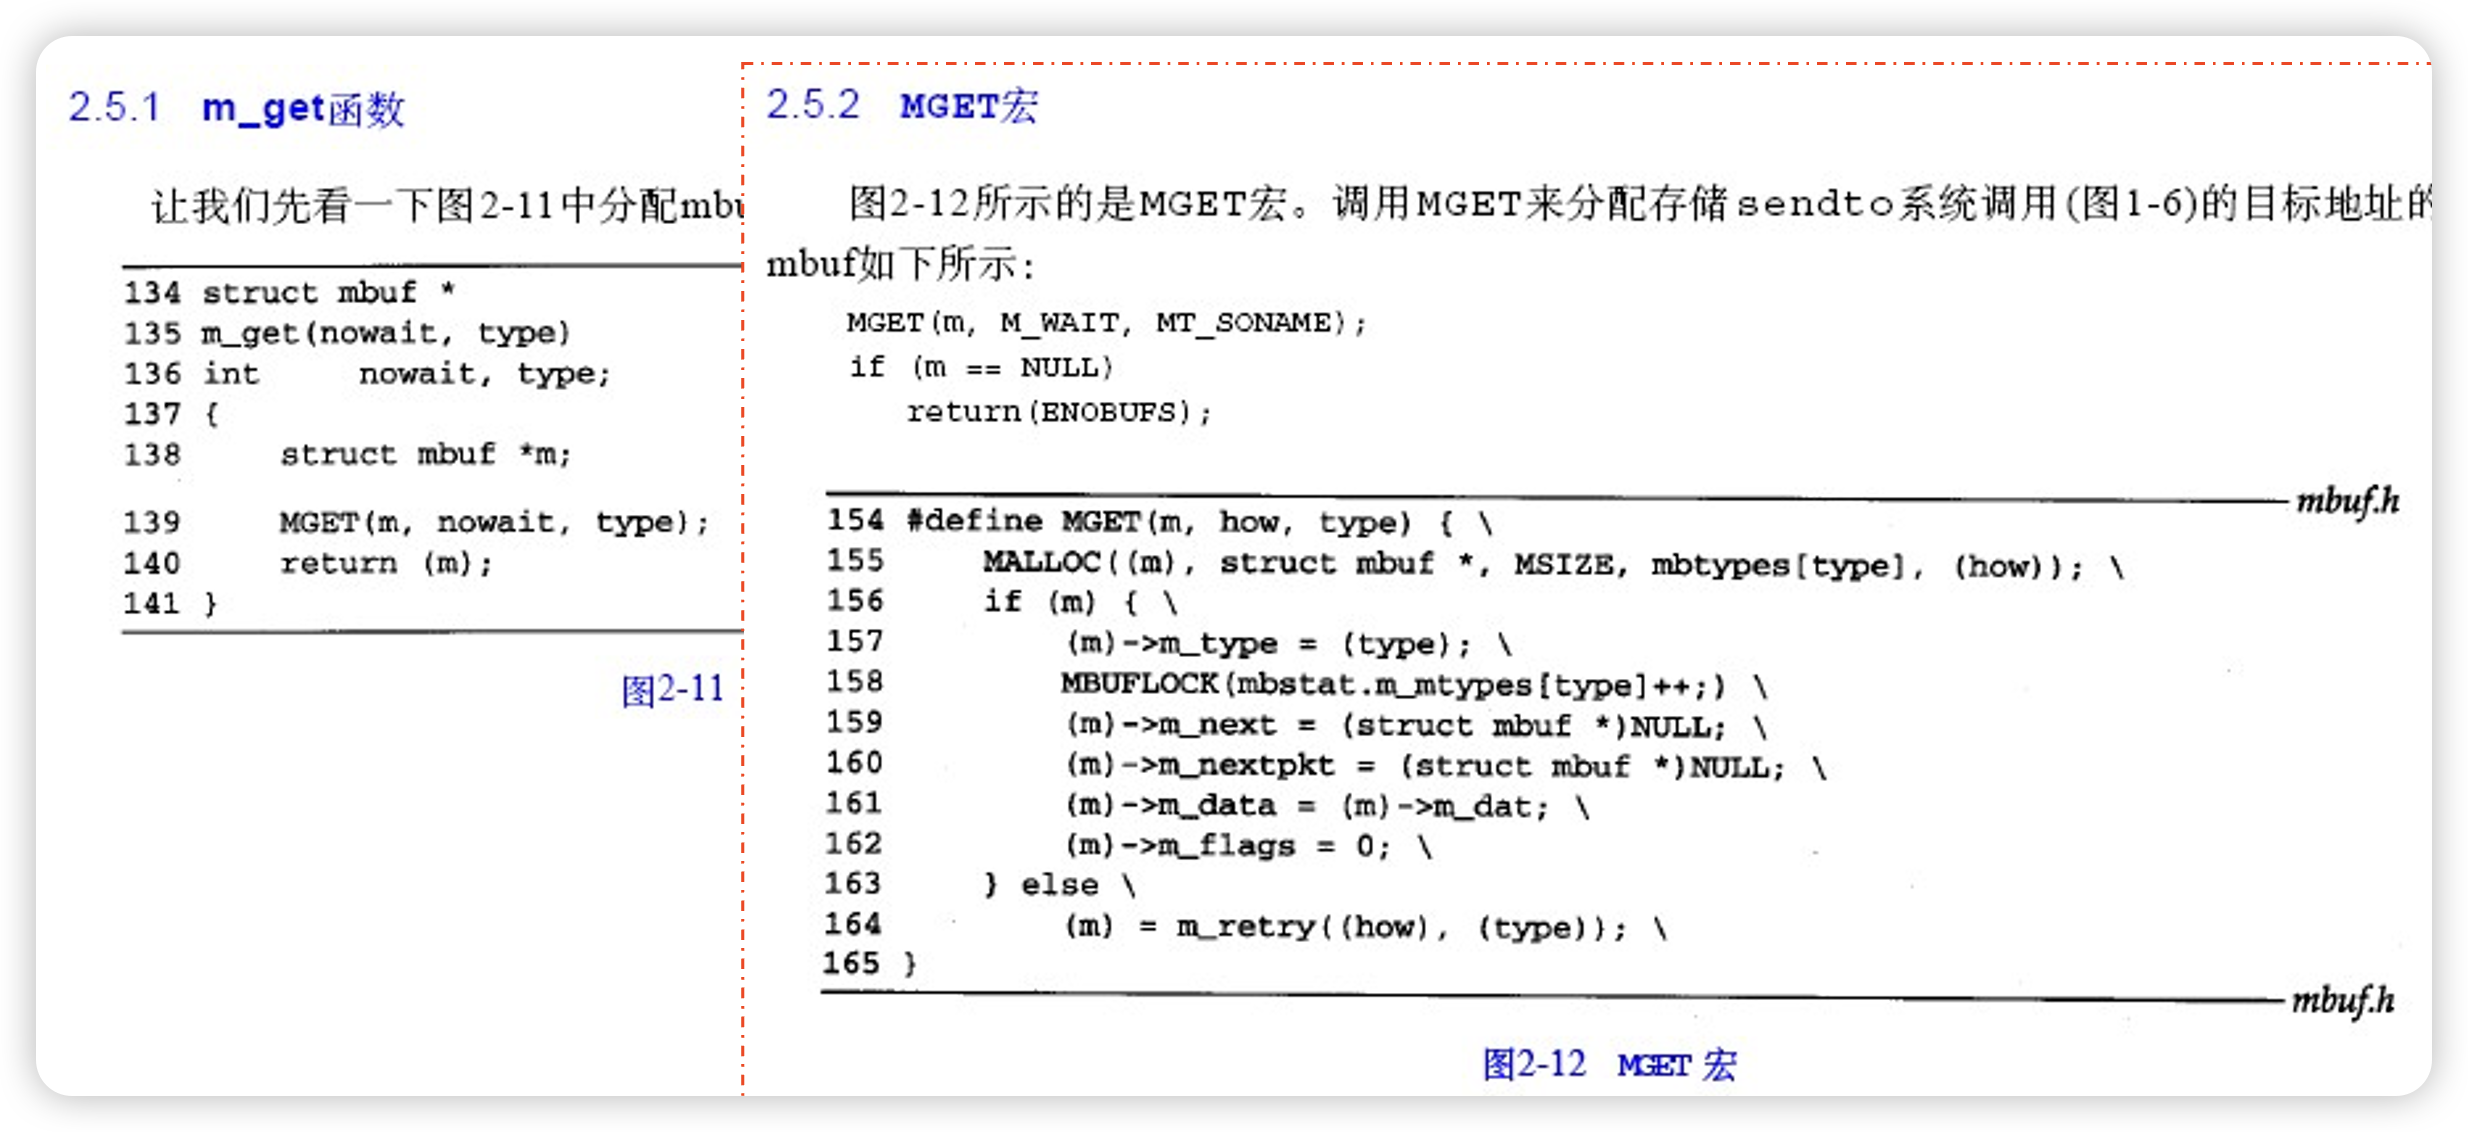 2.5.1 m_get函数
让我们先看一下图2-11中分配mbu
134 struct mbuf *
135 m_get(nowait, type)
136 int     nowait, type;
137 {
138     struct mbuf *m;
139     MGET(m, nowait, type);
140     return (m);
141 }
图2-11
2.5.2 MGET宏
图2-12所示的是MGET宏。调用MGET来分配存储sendto系统调用(图1-6)的目标地址的
mbuf如下所示:
MGET(m, M_WAIT, MT_SONAME);
if (m == NULL)
   return(ENOBUFS);
mbuf.h
154 #define MGET(m, how, type) { \
155     MALLOC((m), struct mbuf *, MSIZE, mbtypes[type], (how)); \
156     if (m) { \
157         (m)->m_type = (type); \
158         MBUFLOCK(mbstat.m_mtypes[type]++;) \
159         (m)->m_next = (struct mbuf *)NULL; \
160         (m)->m_nextpkt = (struct mbuf *)NULL; \
161         (m)->m_data = (m)->m_dat; \
162         (m)->m_flags = 0; \
163     } else \
164         (m) = m_retry((how), (type)); \
165 }
mbuf.h
图2-12 MGET 宏